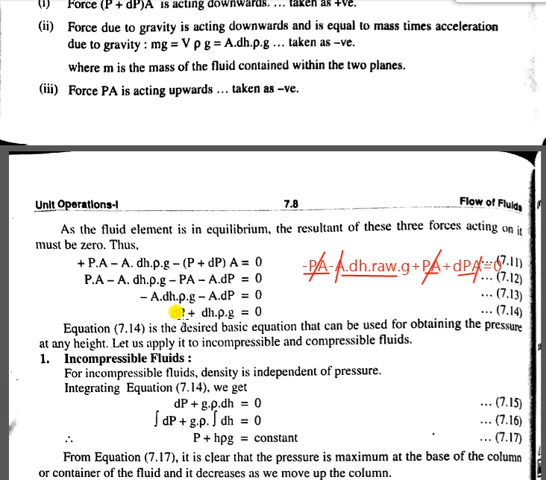 (i) Force (P + dP)A is acting downwards. ... taken as +ve.
(ii) Force due to gravity is acting downwards and is equal to mass times acceleration
due to gravity : mg = V ρ g = A.dh.ρ.g ... taken as –ve.
where m is the mass of the fluid contained within the two planes.
(iii) Force PA is acting upwards ... taken as –ve.
Unit Operations-I 7.8 Flow of Fluids
As the fluid element is in equilibrium, the resultant of these three forces acting on it
must be zero. Thus,
+ P.A – A. dh.ρ.g – (P + dP) A = 0 ... (7.11)
-PA-A.dh.raw.g+PA+dPA=0
P.A – A. dh.ρ.g – PA – A.dP = 0 ... (7.12)
– A.dh.ρ.g – A.dP = 0 ... (7.13)
dP + dh.ρ.g = 0 ... (7.14)
Equation (7.14) is the desired basic equation that can be used for obtaining the pressure
at any height. Let us apply it to incompressible and compressible fluids.
1. Incompressible Fluids :
For incompressible fluids, density is independent of pressure.
Integrating Equation (7.14), we get
dP + g.ρ.dh = 0 ... (7.15)
∫ dP + g.ρ. ∫ dh = 0 ... (7.16)
∴ P + hρg = constant ... (7.17)
From Equation (7.17), it is clear that the pressure is maximum at the base of the column
or container of the fluid and it decreases as we move up the column.